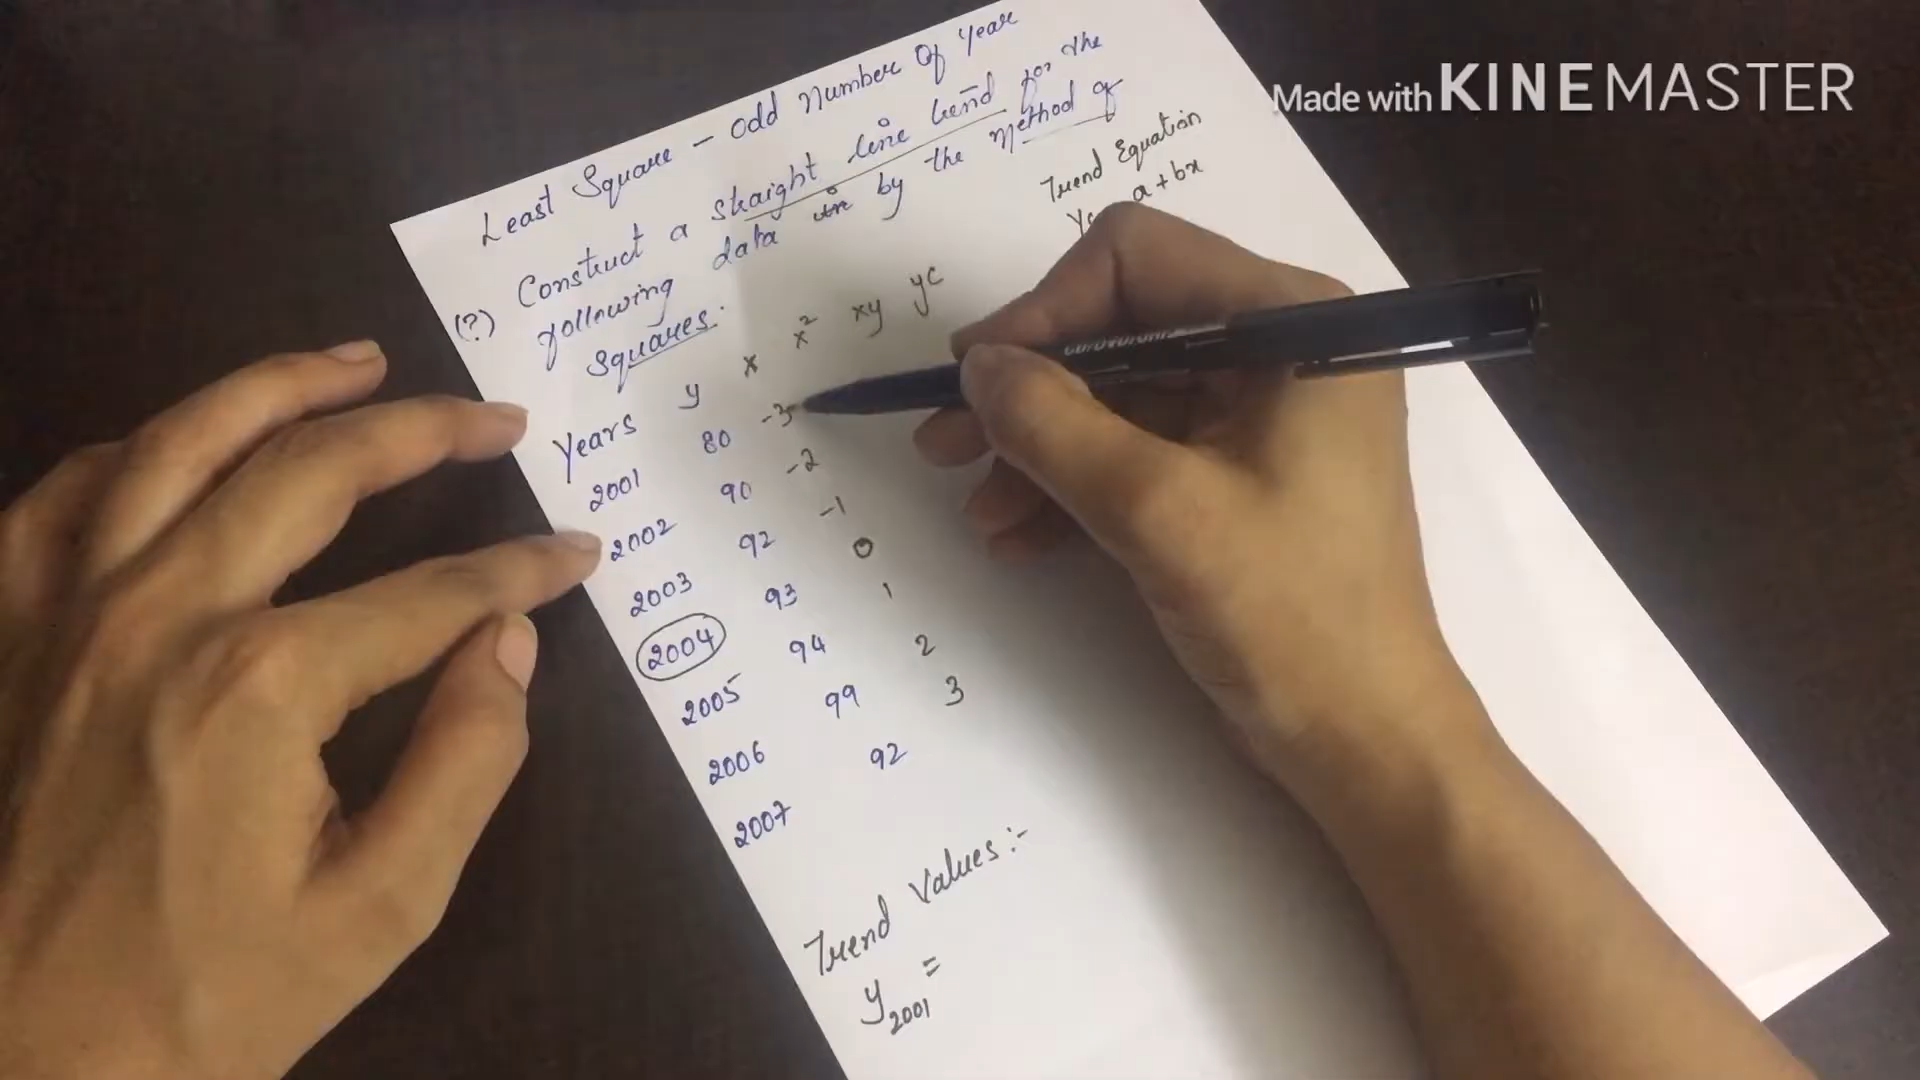 Made with KINEMASTER
Least Square - Odd Number Of Year
(?) Construct a straight line trend for the
following data by the Method of
Squares.
Trend Equation
Yc a + bx
Years y x x² xy yc
2001 80 -3
2002 90 -2
2003 92 -1
2004 93 0
2005 94 1
2006 99 2
2007 92 3
Trend Values :-
y2001 =